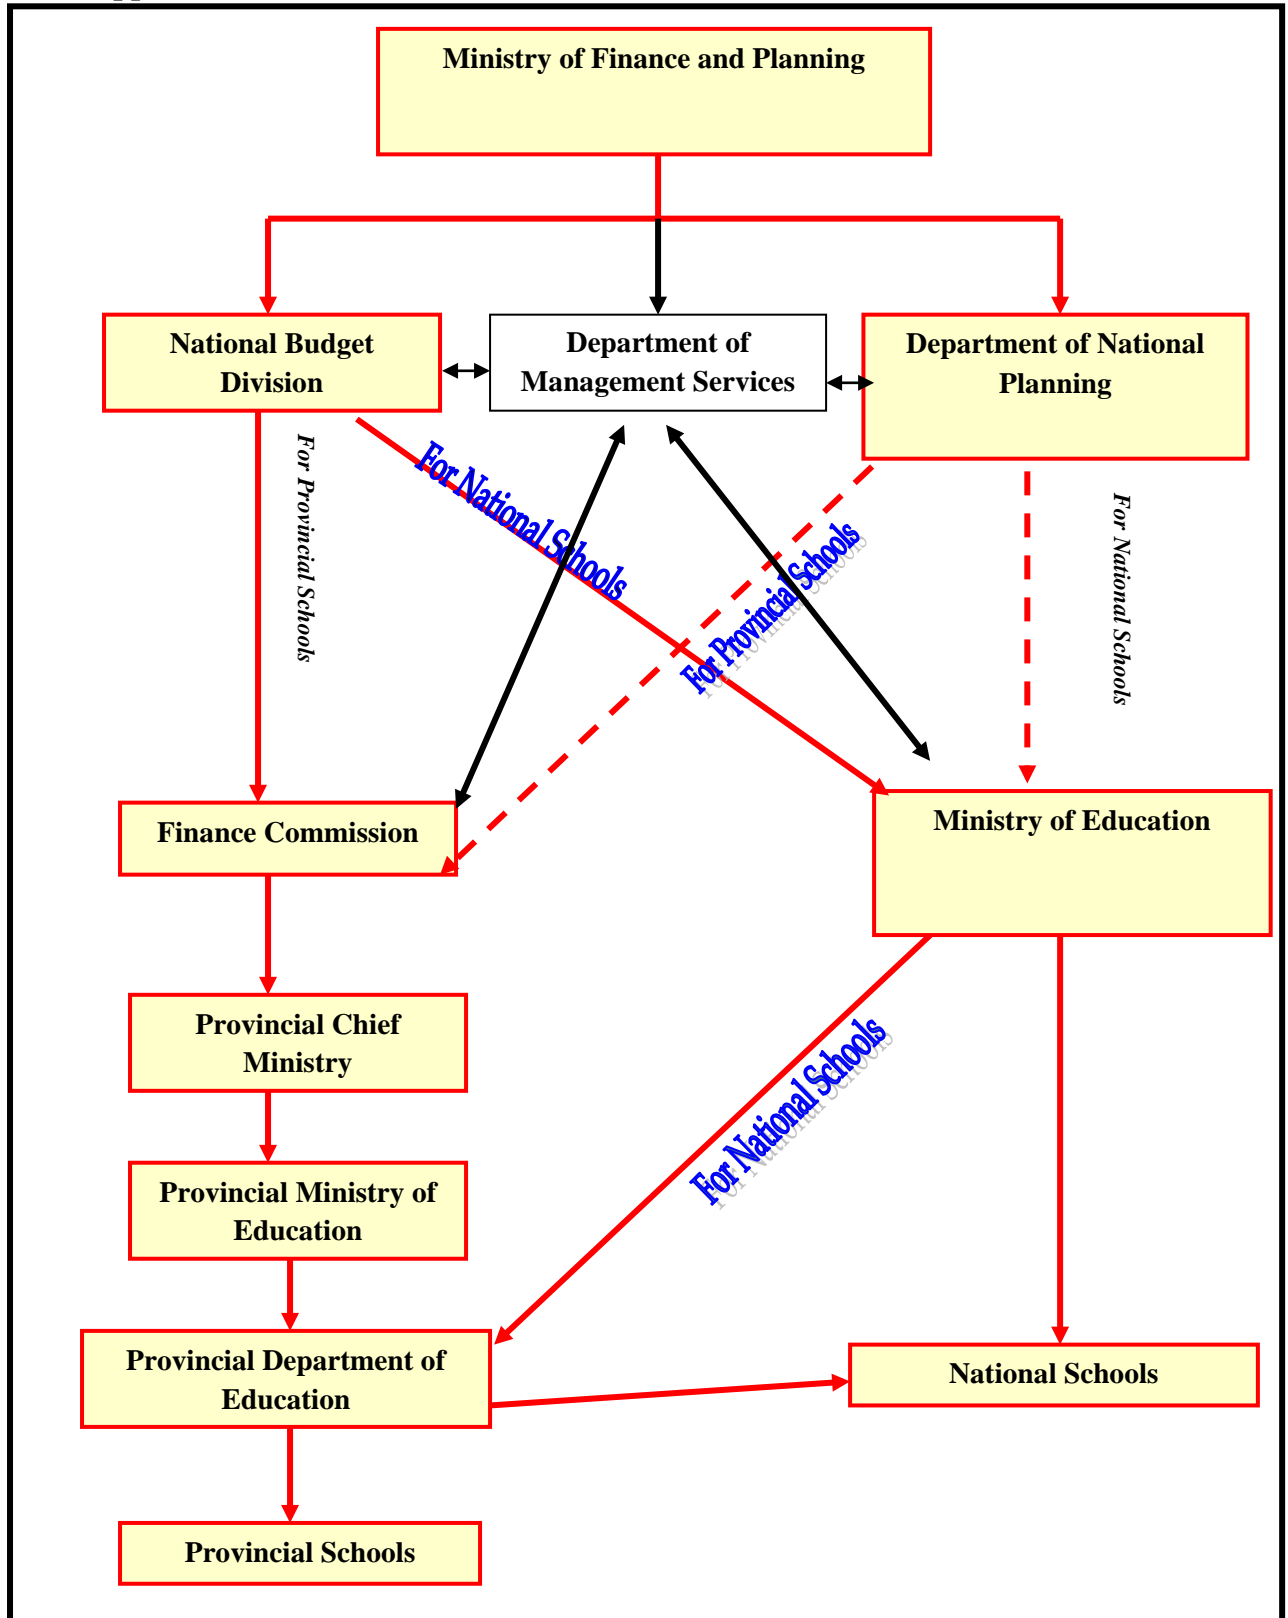 Ministry of Finance and Planning
National Budget
Division
Department of
Management Services
Department of National
Planning
For Provincial Schools
For National Schools
For Provincial Schools
For National Schools
Finance Commission
Ministry of Education
Provincial Chief
Ministry
For National Schools
Provincial Ministry of
Education
Provincial Department of
Education
National Schools
Provincial Schools